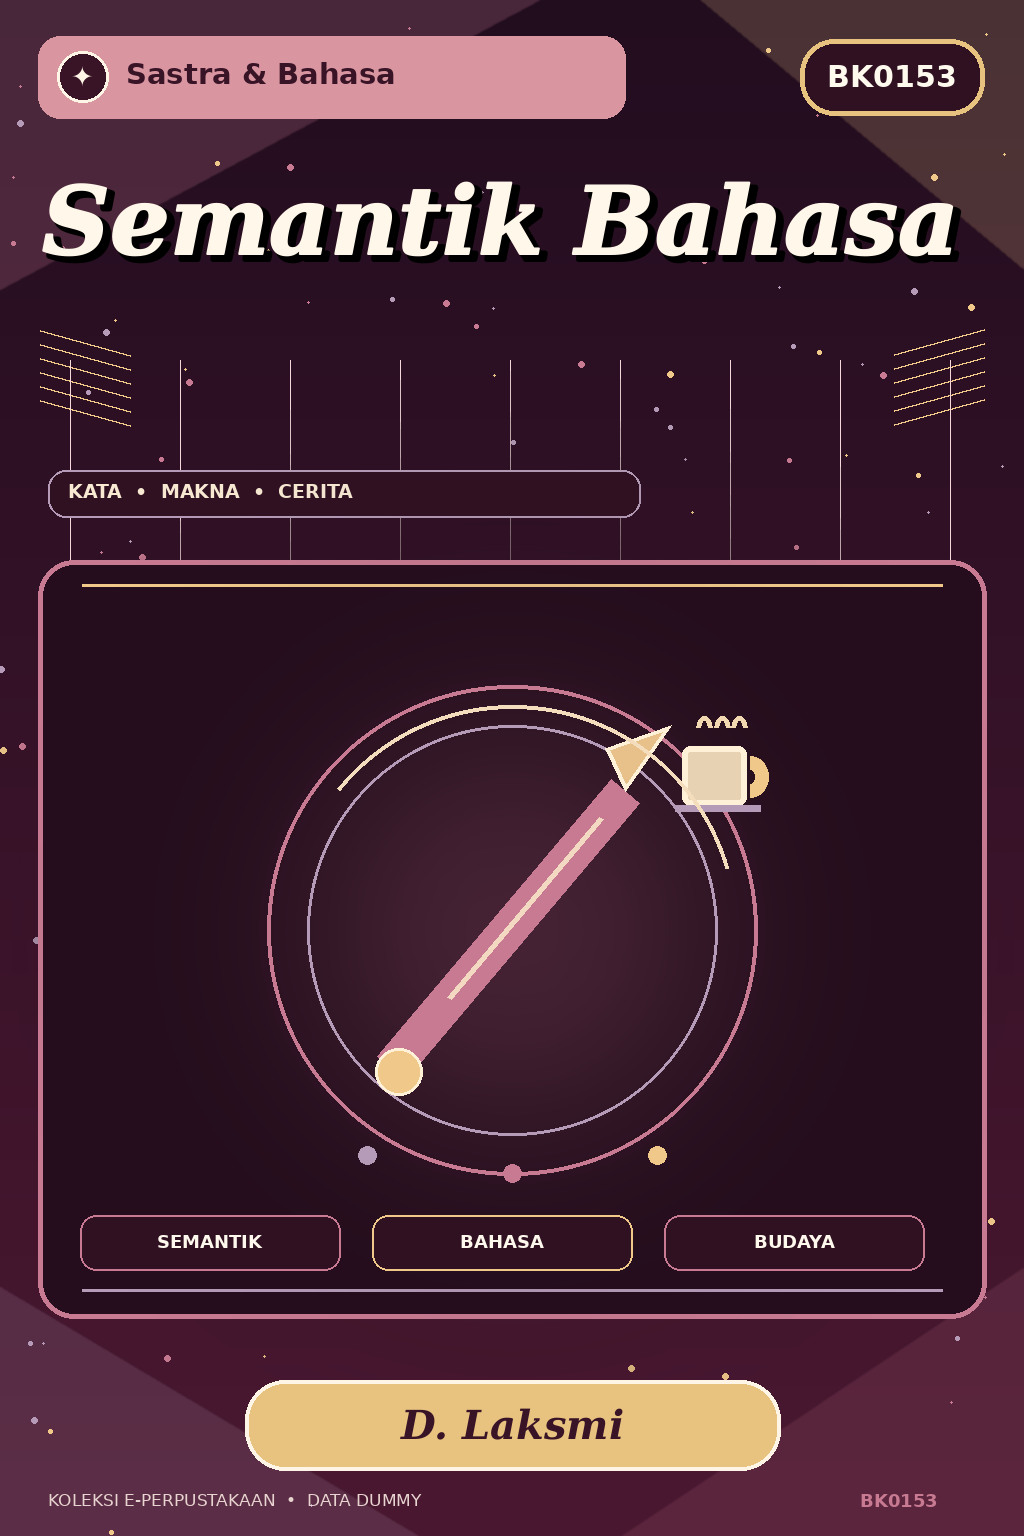 Sastra & Bahasa
BK0153
Semantik Bahasa
KATA • MAKNA • CERITA
SEMANTIK
BAHASA
BUDAYA
D. Laksmi
KOLEKSI E-PERPUSTAKAAN • DATA DUMMY
BK0153